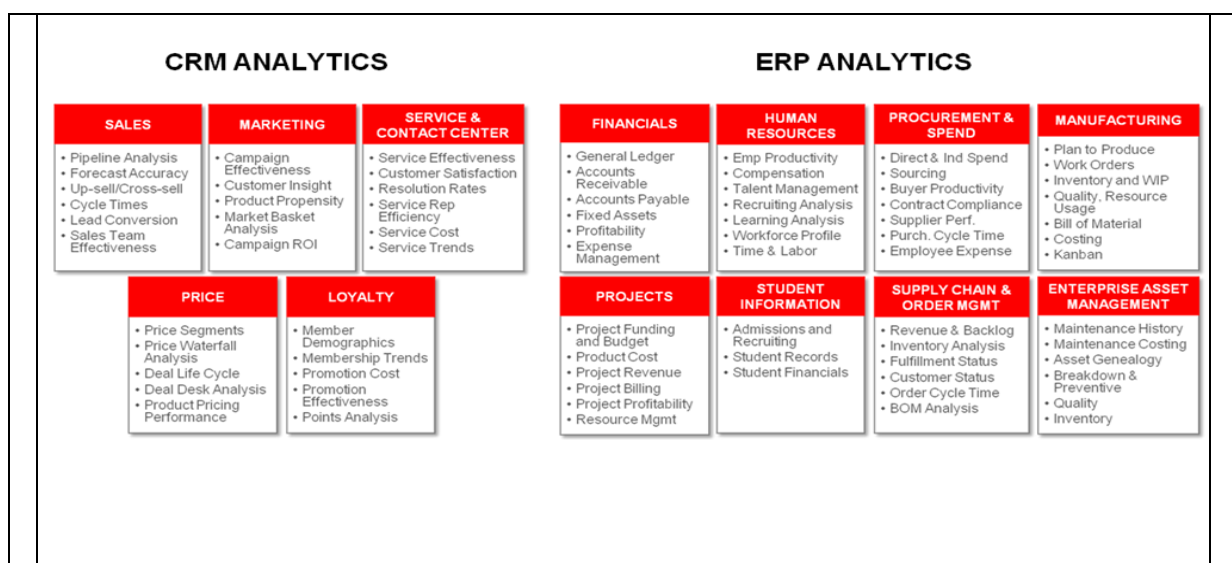 CRM ANALYTICS
ERP ANALYTICS
SALES
• Pipeline Analysis
• Forecast Accuracy
• Up-sell/Cross-sell
• Cycle Times
• Lead Conversion
• Sales Team
Effectiveness
MARKETING
• Campaign
Effectiveness
• Customer Insight
• Product Propensity
• Market Basket
Analysis
• Campaign ROI
SERVICE &
CONTACT CENTER
• Service Effectiveness
• Customer Satisfaction
• Resolution Rates
• Service Rep
Efficiency
• Service Cost
• Service Trends
PRICE
• Price Segments
• Price Waterfall
Analysis
• Deal Life Cycle
• Deal Desk Analysis
• Product Pricing
Performance
LOYALTY
• Member
Demographics
• Membership Trends
• Promotion Cost
• Promotion
Effectiveness
• Points Analysis
FINANCIALS
• General Ledger
• Accounts
Receivable
• Accounts Payable
• Fixed Assets
• Profitability
• Expense
Management
HUMAN
RESOURCES
• Emp Productivity
• Compensation
• Talent Management
• Recruiting Analysis
• Learning Analysis
• Workforce Profile
• Time & Labor
PROCUREMENT &
SPEND
• Direct & Ind Spend
• Sourcing
• Buyer Productivity
• Contract Compliance
• Supplier Perf.
• Purch. Cycle Time
• Employee Expense
MANUFACTURING
• Plan to Produce
• Work Orders
• Inventory and WIP
• Quality, Resource
Usage
• Bill of Material
• Costing
• Kanban
PROJECTS
• Project Funding
and Budget
• Product Cost
• Project Revenue
• Project Billing
• Project Profitability
• Resource Mgmt
STUDENT
INFORMATION
• Admissions and
Recruiting
• Student Records
• Student Financials
SUPPLY CHAIN &
ORDER MGMT
• Revenue & Backlog
• Inventory Analysis
• Fulfillment Status
• Customer Status
• Order Cycle Time
• BOM Analysis
ENTERPRISE ASSET
MANAGEMENT
• Maintenance History
• Maintenance Costing
• Asset Genealogy
• Breakdown &
Preventive
• Quality
• Inventory